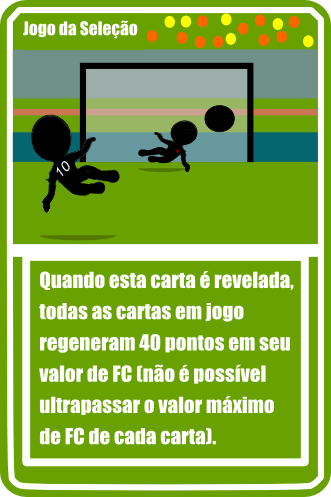 Jogo da Seleção
10
Quando esta carta é revelada,
todas as cartas em jogo
regeneram 40 pontos em seu
valor de FC (não é possível
ultrapassar o valor máximo
de FC de cada carta).